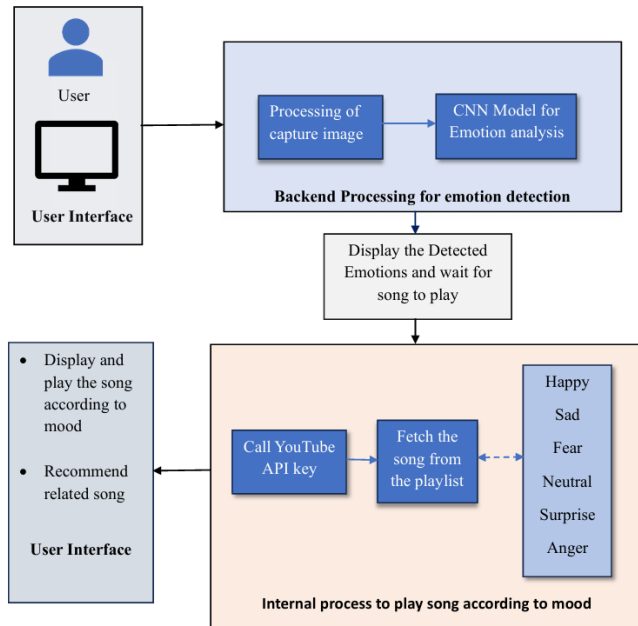 User
User Interface
Processing of
capture image
CNN Model for
Emotion analysis
Backend Processing for emotion detection
Display the Detected
Emotions and wait for
song to play
• Display and
play the song
according to
mood
• Recommend
related song
User Interface
Call YouTube
API key
Fetch the
song from
the playlist
Happy
Sad
Fear
Neutral
Surprise
Anger
Internal process to play song according to mood